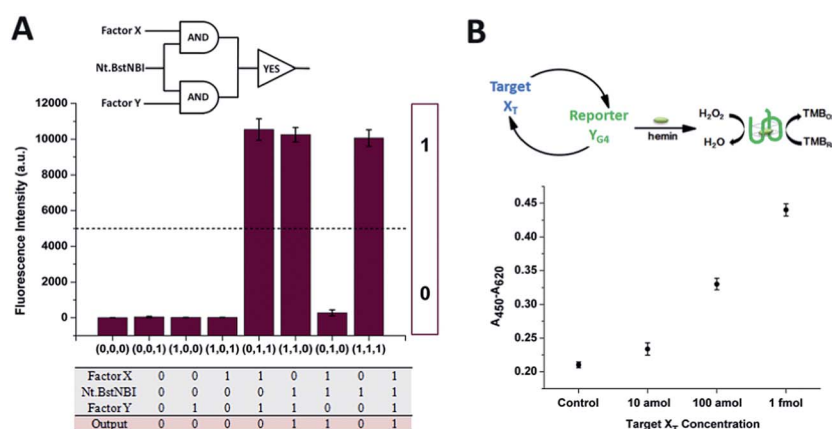 A
Factor X
AND
Nt.BstNBI
YES
Factor Y
AND
Fluorescence Intensity (a.u.)
12000
10000
8000
6000
4000
2000
0
1
0
(0,0,0) (0,0,1) (1,0,0) (1,0,1) (0,1,1) (1,1,0) (0,1,0) (1,1,1)
Factor X 0 0 1 1 0 1 0 1
Nt.BstNBI 0 0 0 0 1 1 1 1
Factor Y 0 1 0 1 1 0 0 1
Output 0 0 0 0 1 1 0 1
B
Target
X_T
Reporter
Y_G4
hemin
H2O2
H2O
TMB
TMB
A450-A620
0.45
0.40
0.35
0.30
0.25
0.20
Control 10 amol 100 amol 1 fmol
Target X_T Concentration